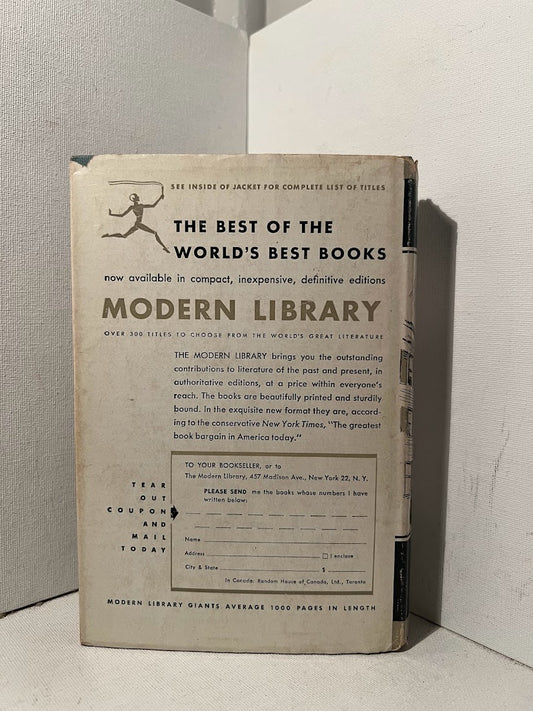 SEE INSIDE OF JACKET FOR COMPLETE LIST OF TITLES
THE BEST OF THE
WORLD'S BEST BOOKS
now available in compact, inexpensive, definitive editions
MODERN LIBRARY
OVER 300 TITLES TO CHOOSE FROM THE WORLD'S GREAT LITERATURE
THE MODERN LIBRARY brings you the outstanding
contributions to literature of the past and present, in
authoritative editions, at a price within everyone's
reach. The books are beautifully printed and sturdily
bound. In the exquisite new format they are, accord-
ing to the conservative New York Times, "The greatest
book bargain in America today."
TO YOUR BOOKSELLER, or to
The Modern Library, 457 Madison Ave., New York 22, N. Y.
PLEASE SEND me the books whose numbers I have
written below:
TEAR
OUT
COUPON
AND
MAIL
TODAY
Name
Address
I enclose
City & State
$
In Canada: Random House of Canada, Ltd., Toronto
MODERN LIBRARY GIANTS AVERAGE 1000 PAGES IN LENGTH